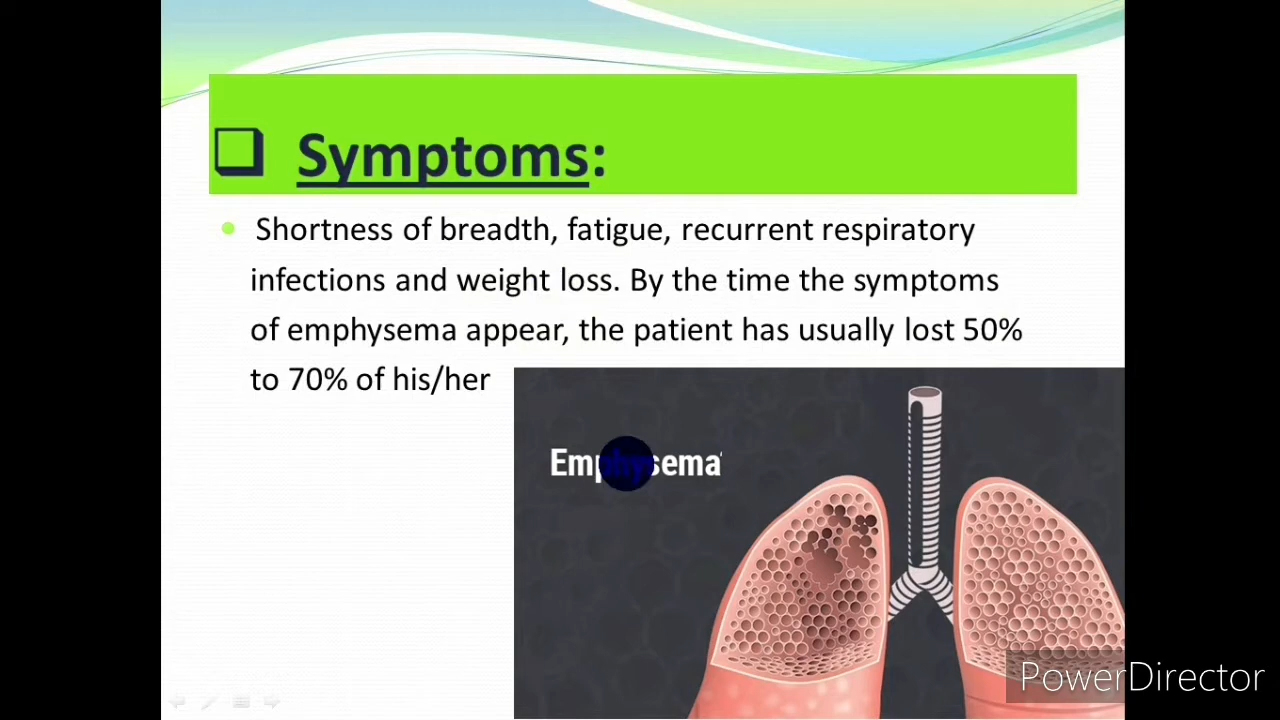 Symptoms:
Shortness of breadth, fatigue, recurrent respiratory
infections and weight loss. By the time the symptoms
of emphysema appear, the patient has usually lost 50%
to 70% of his/her
Emphysema
PowerDirector